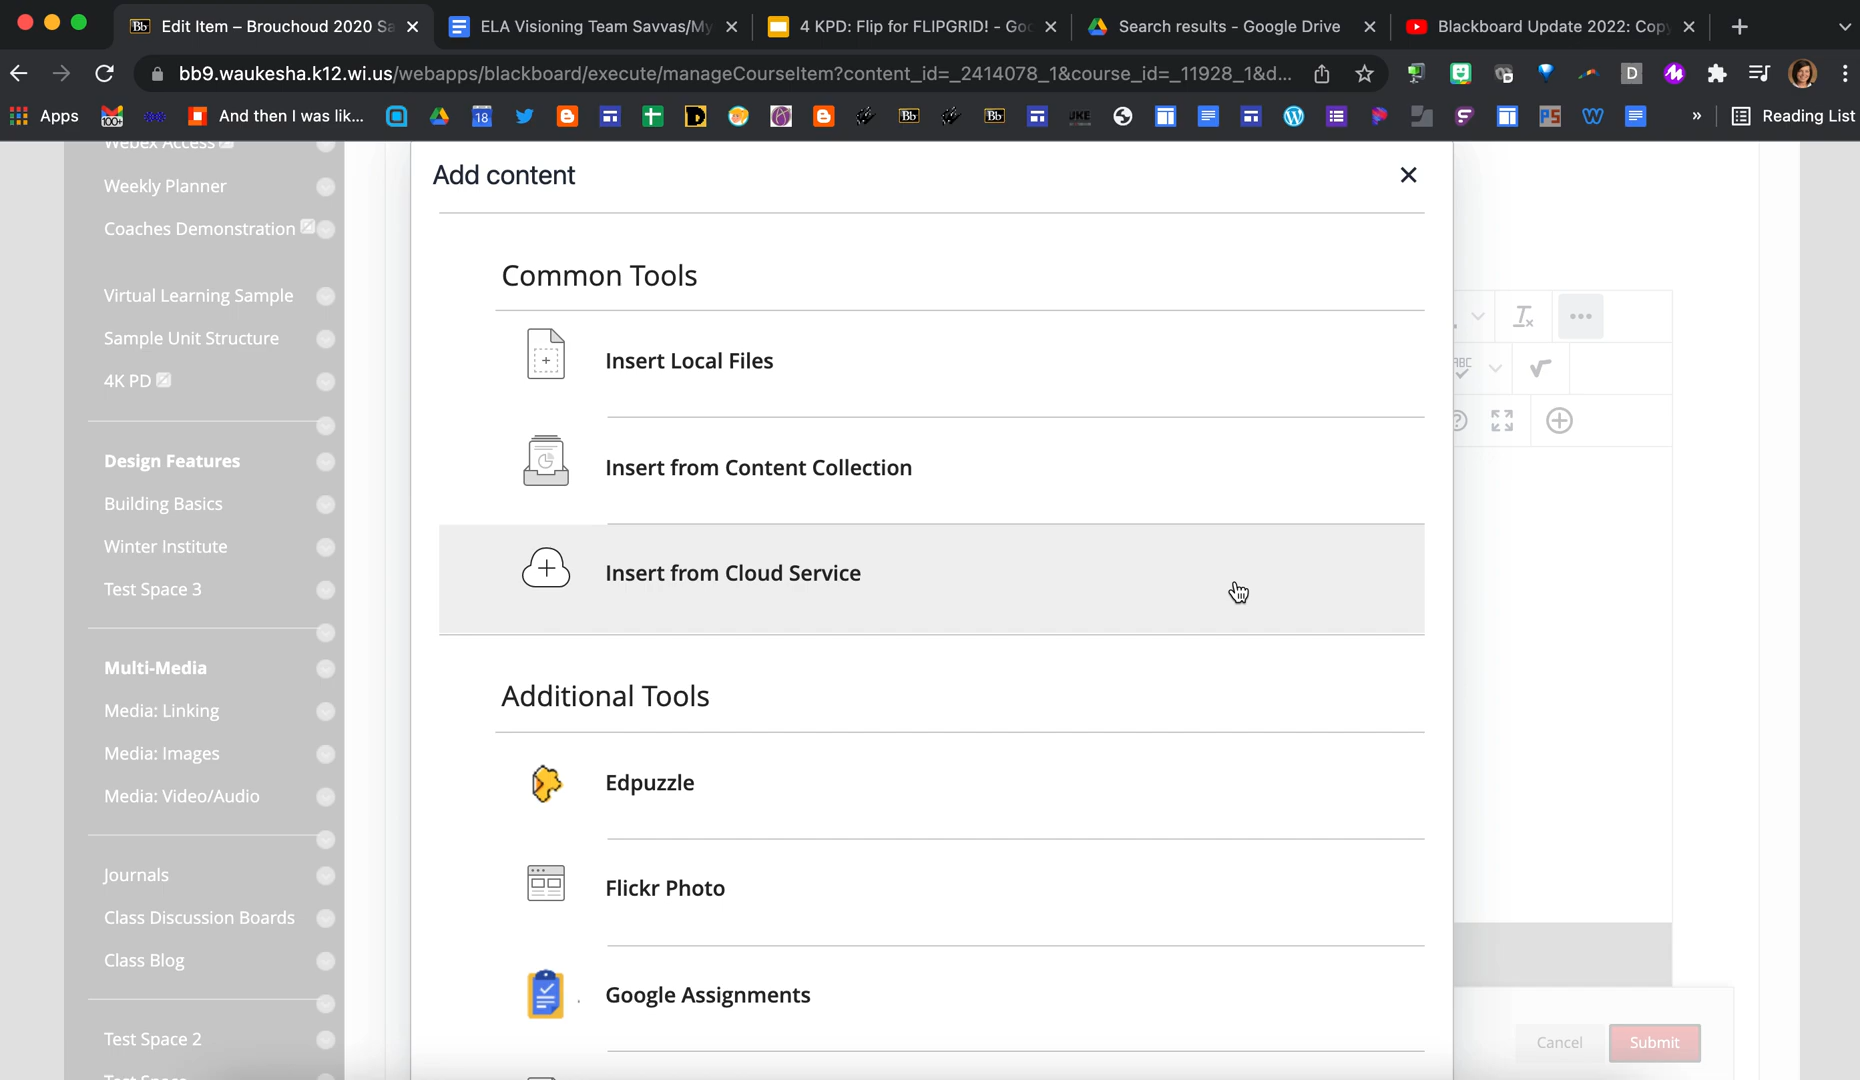 Edit Item – Brouchoud 2020 Sa
ELA Visioning Team Savvas/My
4 KPD: Flip for FLIPGRID! - Goo
Search results - Google Drive
Blackboard Update 2022: Copy
bb9.waukesha.k12.wi.us/webapps/blackboard/execute/manageCourseItem?content_id=_2414078_1&course_id=_11928_1&d...
Apps
And then I was lik...
Reading List
Webex Access
Weekly Planner
Coaches Demonstration
Virtual Learning Sample
Sample Unit Structure
4K PD
Design Features
Building Basics
Winter Institute
Test Space 3
Multi-Media
Media: Linking
Media: Images
Media: Video/Audio
Journals
Class Discussion Boards
Class Blog
Test Space 2
Add content
Common Tools
Insert Local Files
Insert from Content Collection
Insert from Cloud Service
Additional Tools
Edpuzzle
Flickr Photo
Google Assignments
Cancel
Submit